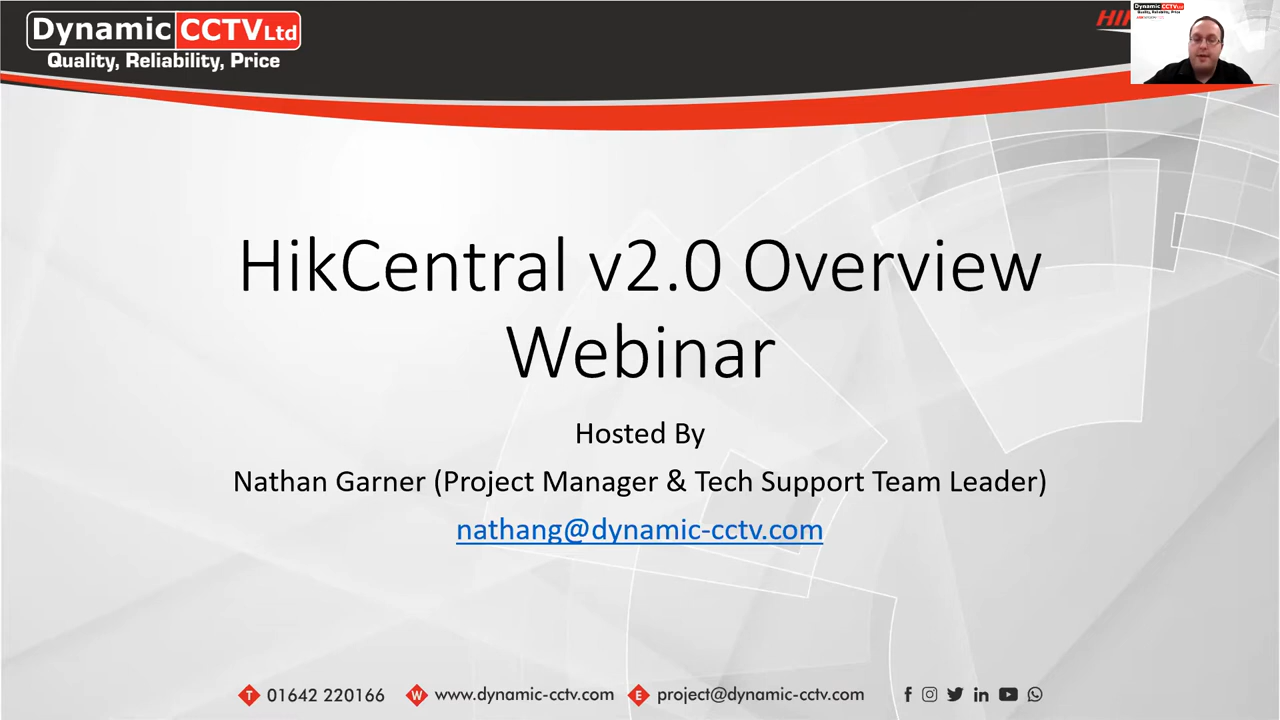 Dynamic CCTV Ltd
Quality, Reliability, Price
HikCentral v2.0 Overview
Webinar
Hosted By
Nathan Garner (Project Manager & Tech Support Team Leader)
nathang@dynamic-cctv.com
T 01642 220166 W www.dynamic-cctv.com E project@dynamic-cctv.com